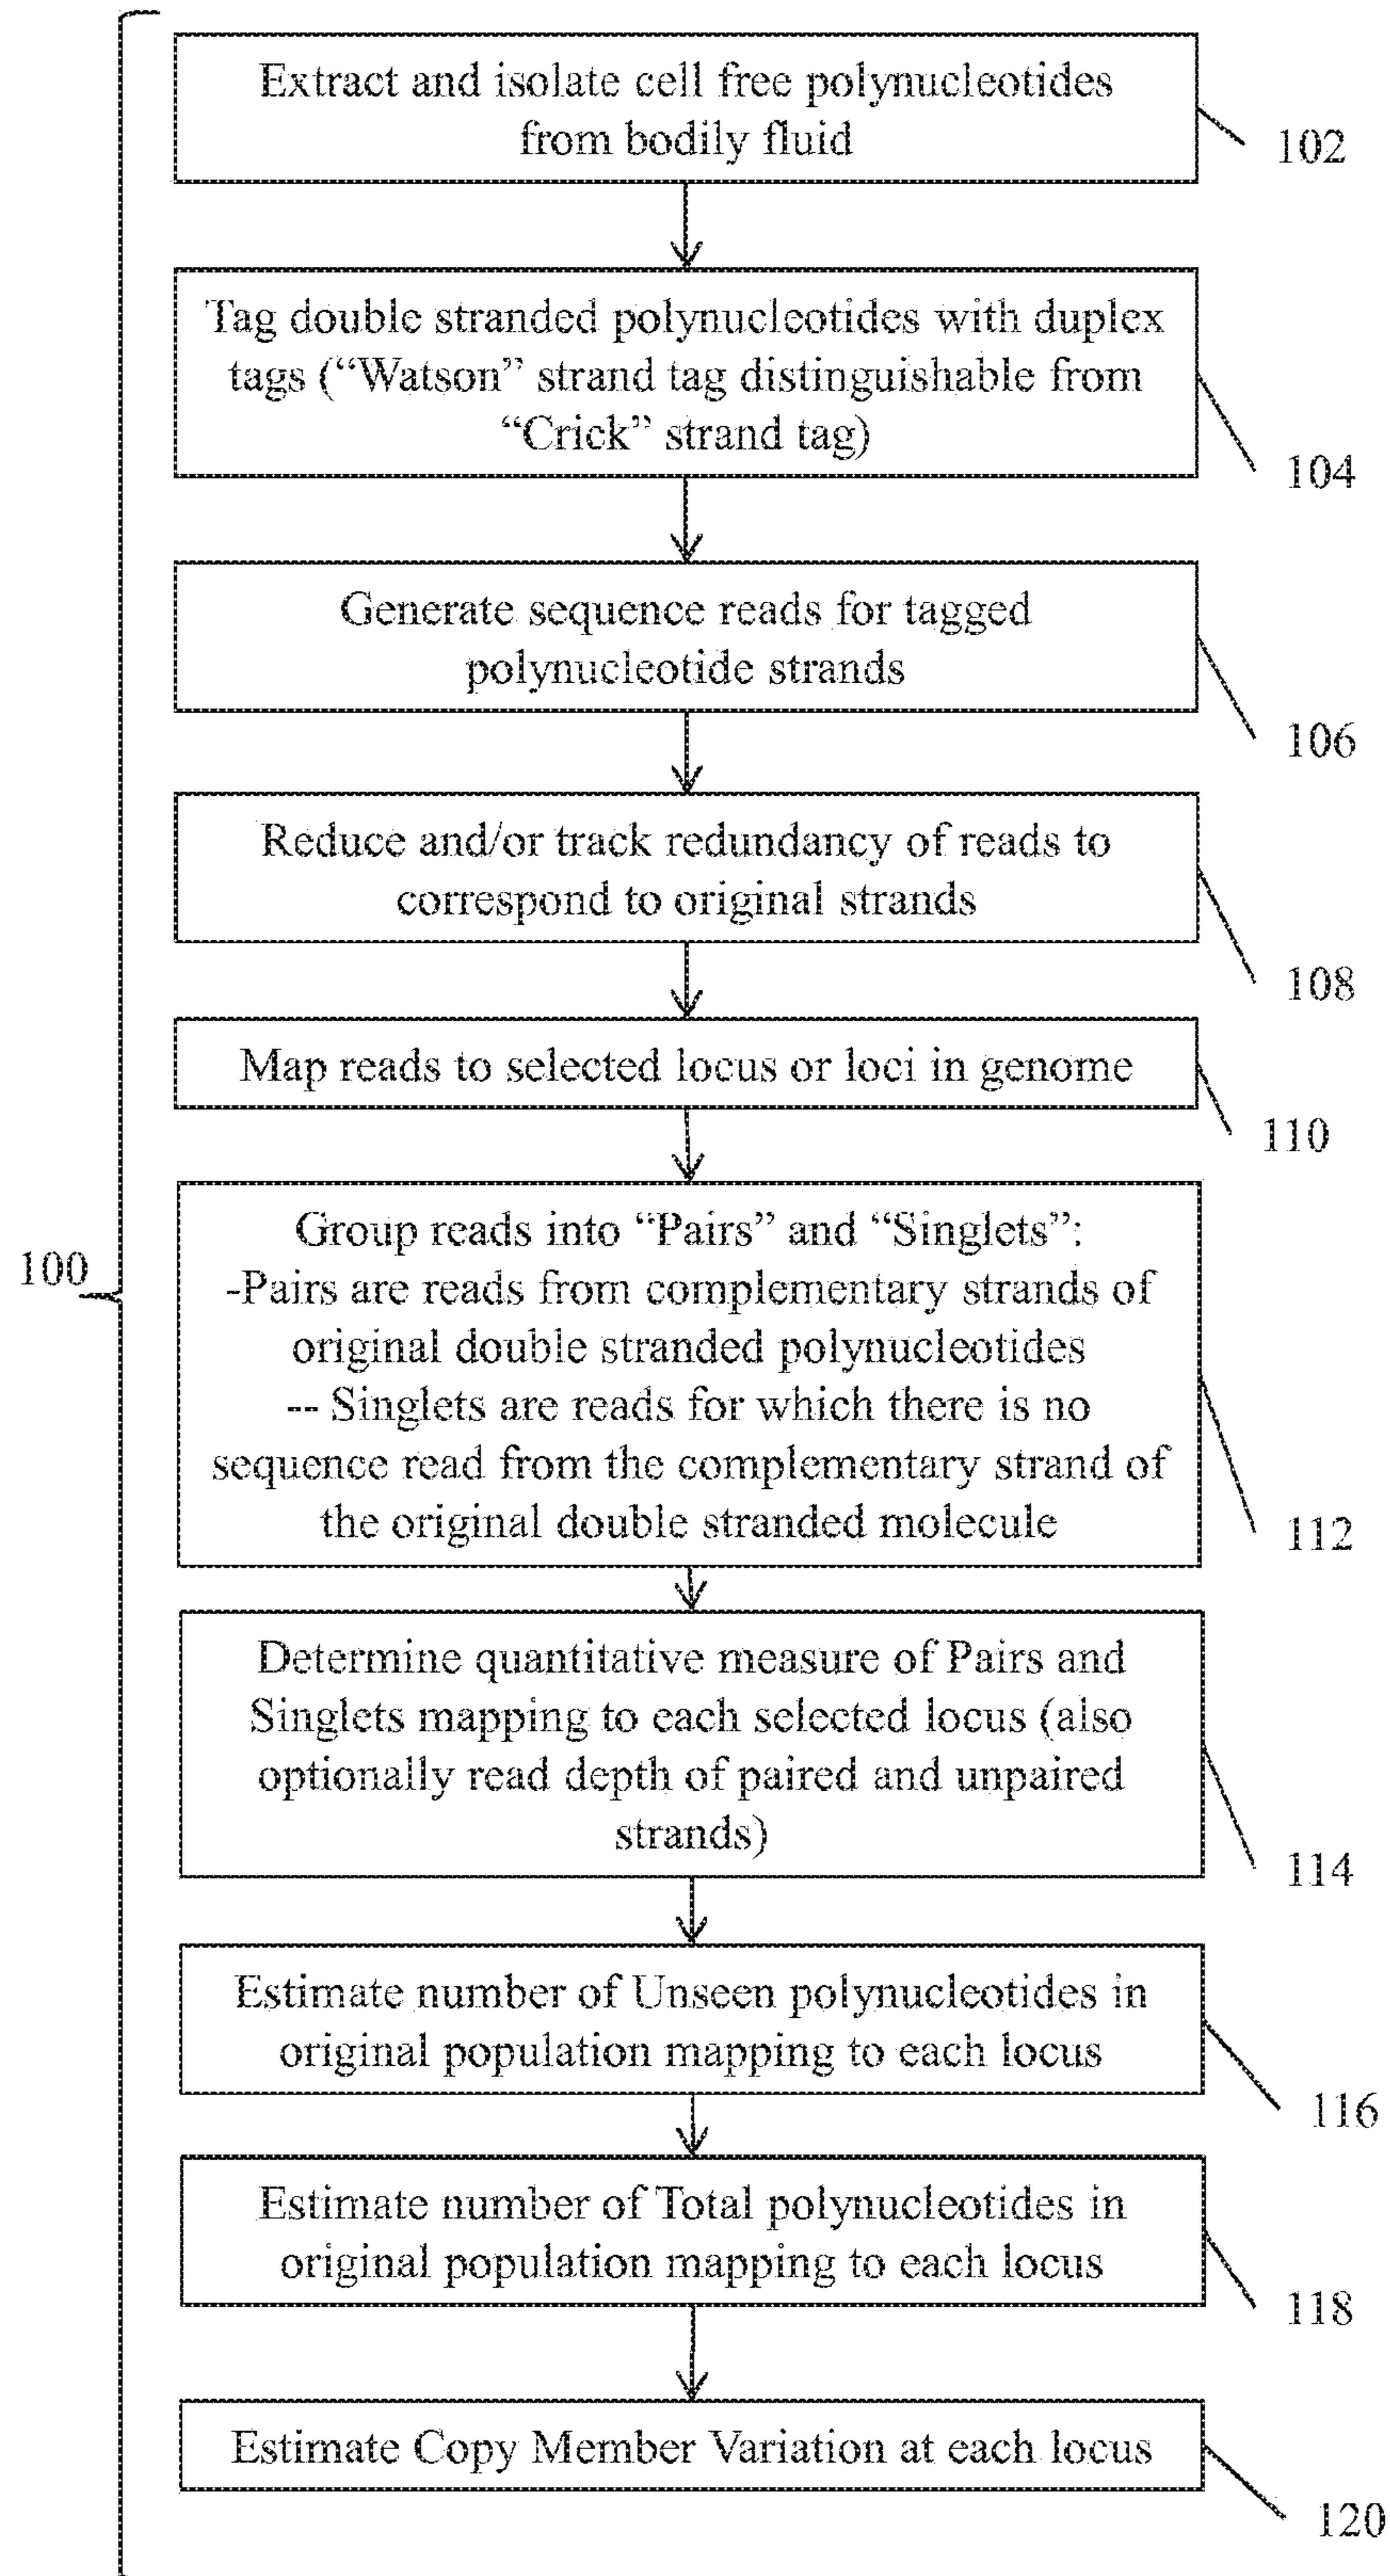 Extract and isolate cell free polynucleotides
from bodily fluid
102
Tag double stranded polynucleotides with duplex
tags (“Watson” strand tag distinguishable from
“Crick” strand tag)
104
Generate sequence reads for tagged
polynucleotide strands
106
Reduce and/or track redundancy of reads to
correspond to original strands
108
Map reads to selected locus or loci in genome
110
100
Group reads into “Pairs” and “Singlets”:
-Pairs are reads from complementary strands of
original double stranded polynucleotides
-- Singlets are reads for which there is no
sequence read from the complementary strand of
the original double stranded molecule
112
Determine quantitative measure of Pairs and
Singlets mapping to each selected locus (also
optionally read depth of paired and unpaired
strands)
114
Estimate number of Unseen polynucleotides in
original population mapping to each locus
116
Estimate number of Total polynucleotides in
original population mapping to each locus
118
Estimate Copy Member Variation at each locus
120